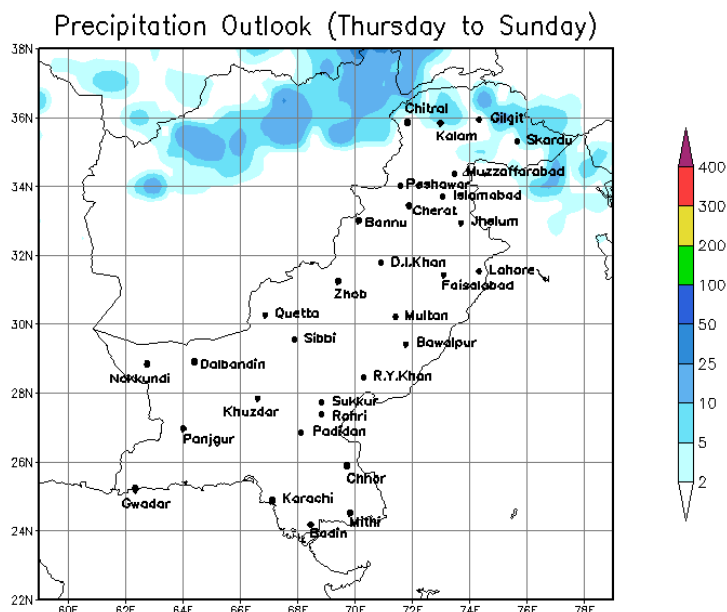 Precipitation Outlook (Thursday to Sunday)
38N
36N
34N
32N
30N
28N
26N
24N
22N
Chitral
Gilgit
Kalam
Skardu
Muzzaffarabad
Peshawar
Islamabad
Cherat
Bannu
Jhelum
D.I.Khan
Lahore
Zhob
Faisalabad
Quetta
Multan
Sibbi
Bawalpur
Dalbandin
Nokkundi
R.Y.Khan
Khuzdar
Sukkur
Rohri
Panjgur
Padidan
Chhor
Gwadar
Karachi
Mithi
Badin
60E
62E
64E
66E
68E
70E
72E
74E
76E
78E
400
300
200
100
50
25
10
5
2